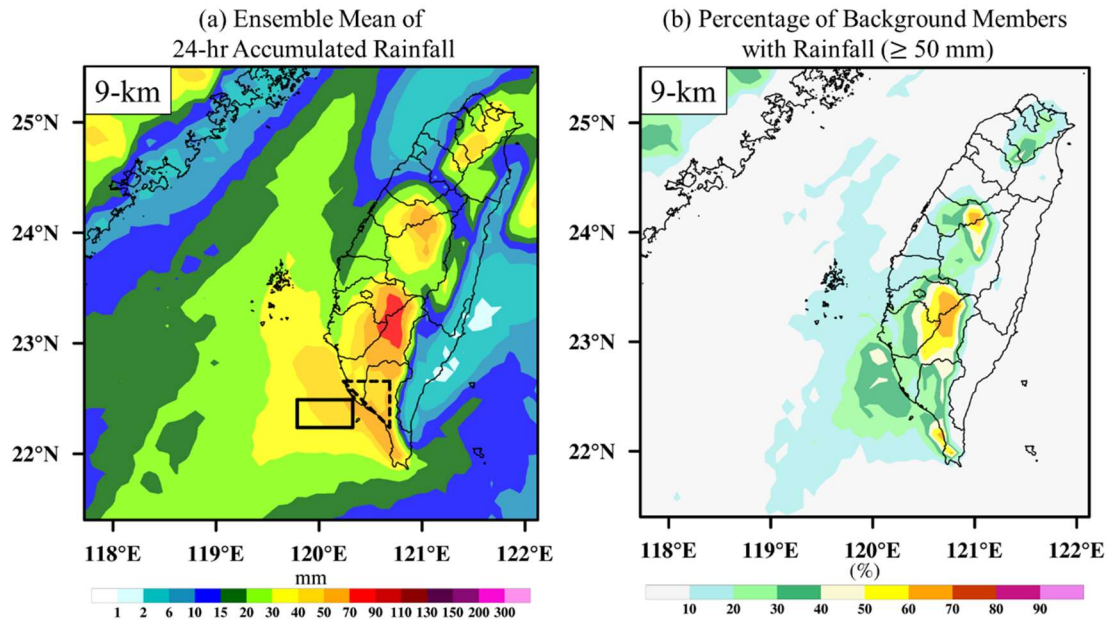 (a) Ensemble Mean of
24-hr Accumulated Rainfall
9-km
25°N
24°N
23°N
22°N
118°E 119°E 120°E 121°E 122°E
mm
1 2 6 10 15 20 30 40 50 70 90 110 130 150 200 300
(b) Percentage of Background Members
with Rainfall (≥ 50 mm)
9-km
25°N
24°N
23°N
22°N
118°E 119°E 120°E 121°E 122°E
(%)
10 20 30 40 50 60 70 80 90